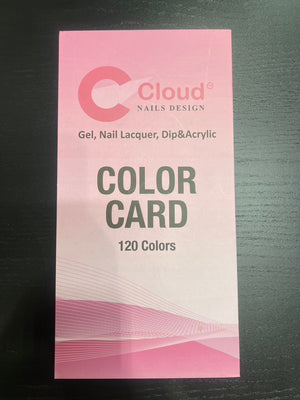 Cloud
NAILS DESIGN
Gel, Nail Lacquer, Dip&Acrylic
COLOR
CARD
120 Colors